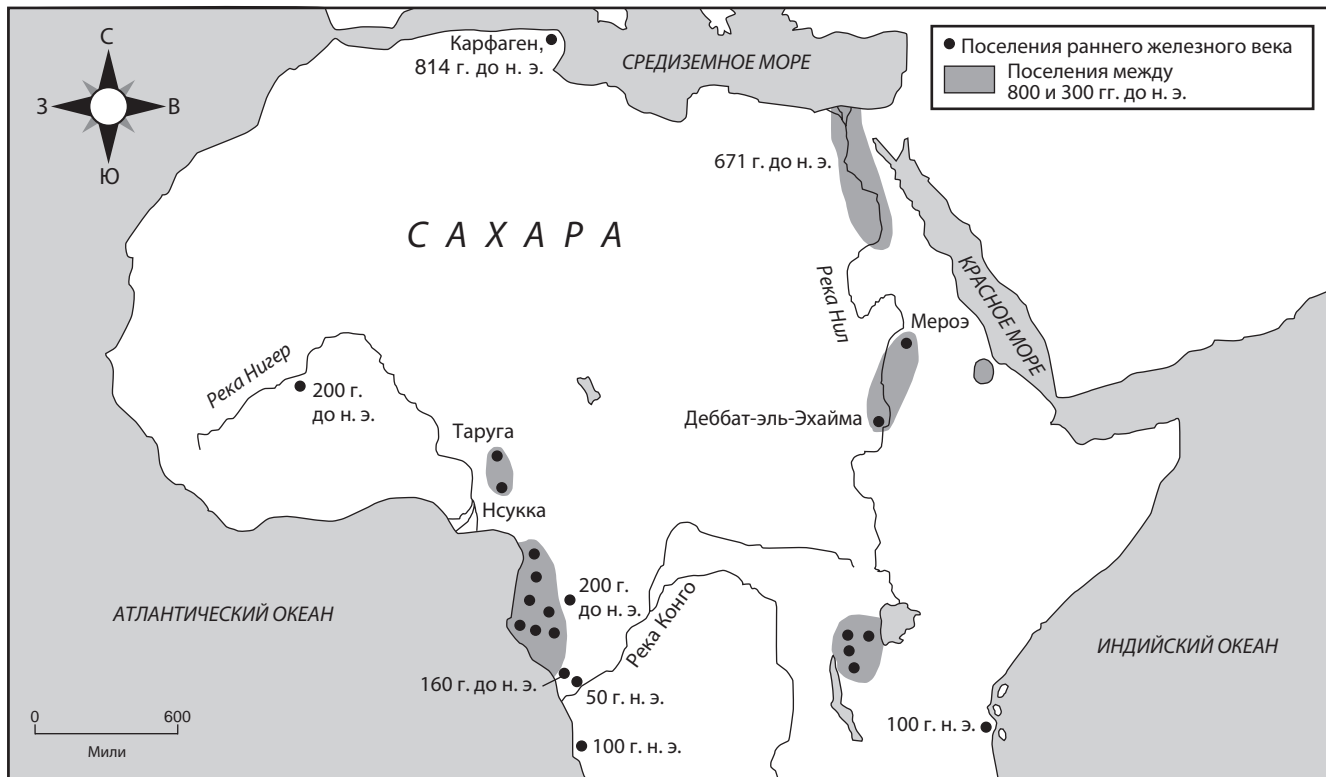 С
З
В
Ю
Карфаген,
814 г. до н. э.
СРЕДИЗЕМНОЕ МОРЕ
Поселения раннего железного века
Поселения между
800 и 300 гг. до н. э.
671 г. до н. э.
САХАРА
Река Нил
КРАСНОЕ МОРЕ
Мероэ
Река Нигер
200 г.
до н. э.
Деббат-эль-Эхайма
Таруга
Нсукка
АТЛАНТИЧЕСКИЙ ОКЕАН
200 г.
до н. э.
Река Конго
ИНДИЙСКИЙ ОКЕАН
160 г. до н. э.
50 г. н. э.
100 г. н. э.
100 г. н. э.
0
600
Мили